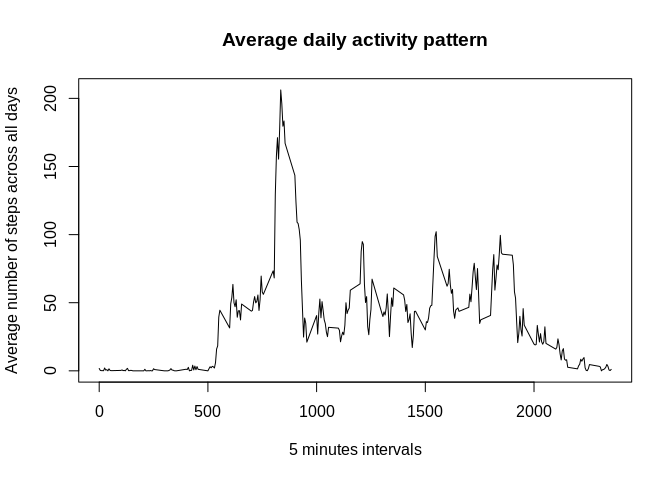 Average daily activity pattern
Average number of steps across all days
200
150
100
50
0
0 500 1000 1500 2000
5 minutes intervals